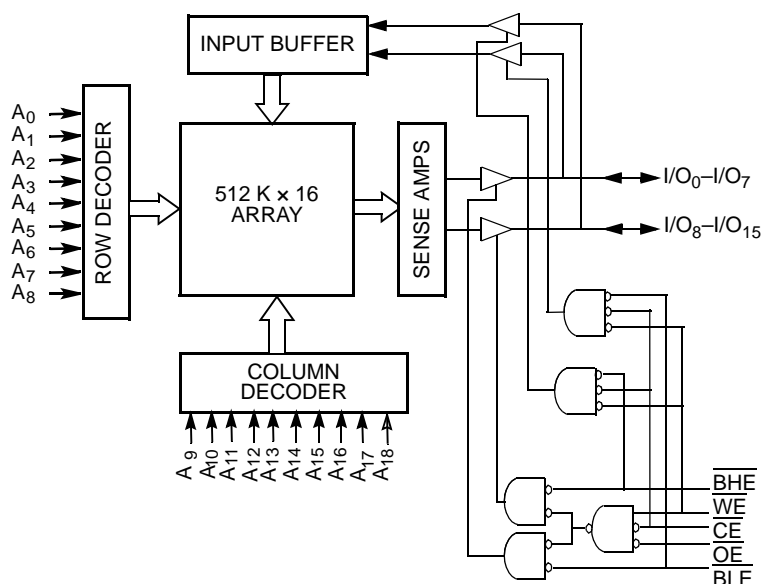 INPUT BUFFER
A0
A1
A2
A3
A4
A5
A6
A7
A8
ROW DECODER
512 K × 16
ARRAY
SENSE AMPS
I/O0–I/O7
I/O8–I/O15
COLUMN
DECODER
A9
A10
A11
A12
A13
A14
A15
A16
A17
A18
BHE
WE
CE
OE
BLE